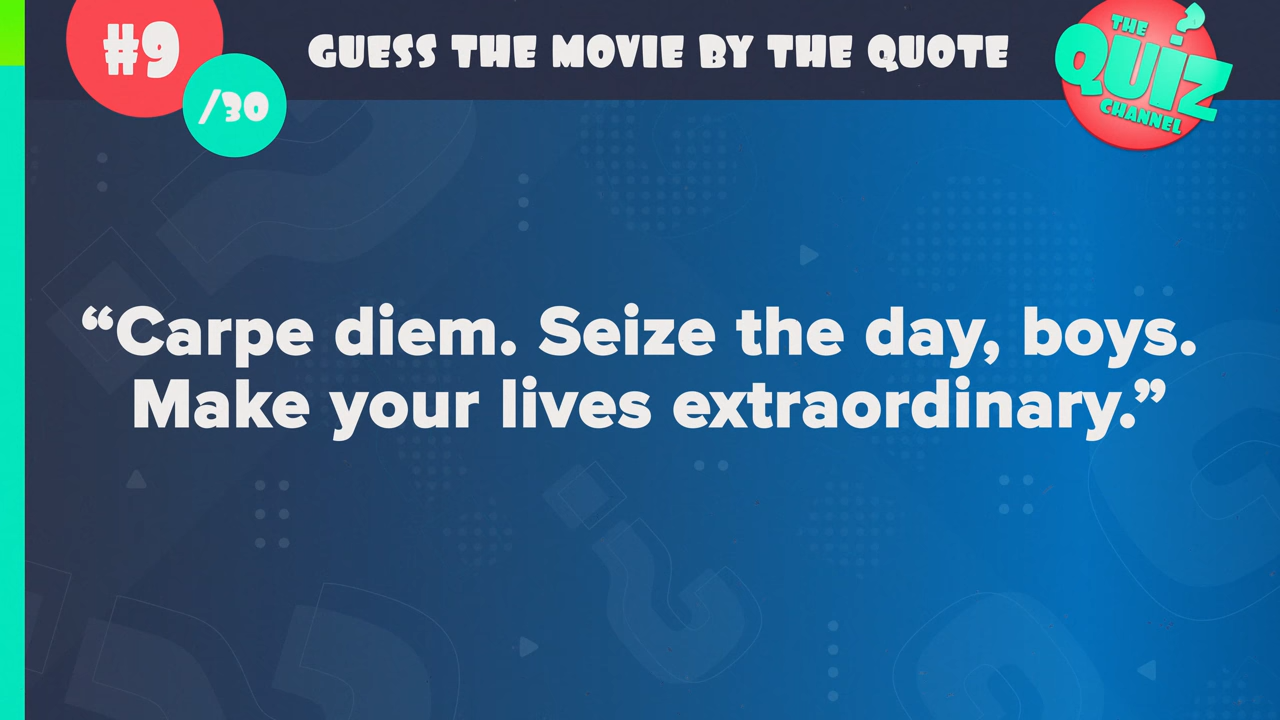 #9
/30
GUESS THE MOVIE BY THE QUOTE
THE
QUIZ
CHANNEL
“Carpe diem. Seize the day, boys.
Make your lives extraordinary.”